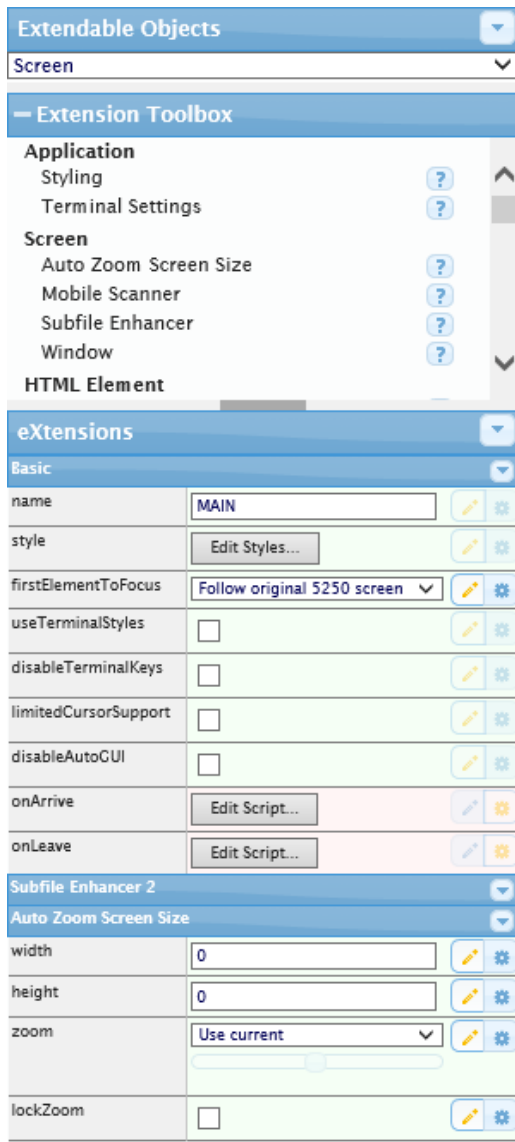 Extendable Objects
Screen
Extension Toolbox
Application
Styling ?
Terminal Settings ?
Screen
Auto Zoom Screen Size ?
Mobile Scanner ?
Subfile Enhancer ?
Window ?
HTML Element
eXtensions
Basic
name MAIN
style Edit Styles...
firstElementToFocus Follow original 5250 screen
useTerminalStyles
disableTerminalKeys
limitedCursorSupport
disableAutoGUI
onArrive Edit Script...
onLeave Edit Script...
Subfile Enhancer 2
Auto Zoom Screen Size
width 0
height 0
zoom Use current
lockZoom